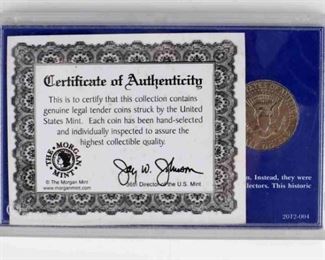 Certificate of Authenticity
This is to certify that this collection contains
genuine legal tender coins struck by the United
States Mint. Each coin has been hand-selected
and individually inspected to assure the
highest collectible quality.
THE MORGAN MINT
© The Morgan Mint
www.morganmint.com
Jay W. Johnson
36th Director of the U.S. Mint
Instead, they were
lectors. This historic
2012-004